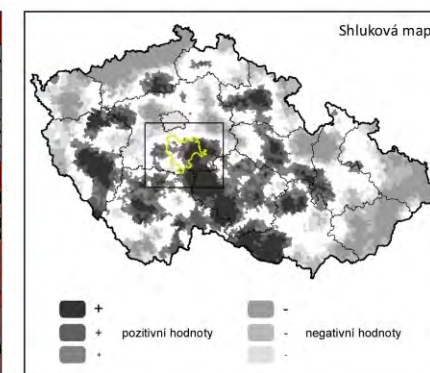 Shluková map
+
-
+ pozitivní hodnoty
- negativní hodnoty
+
-